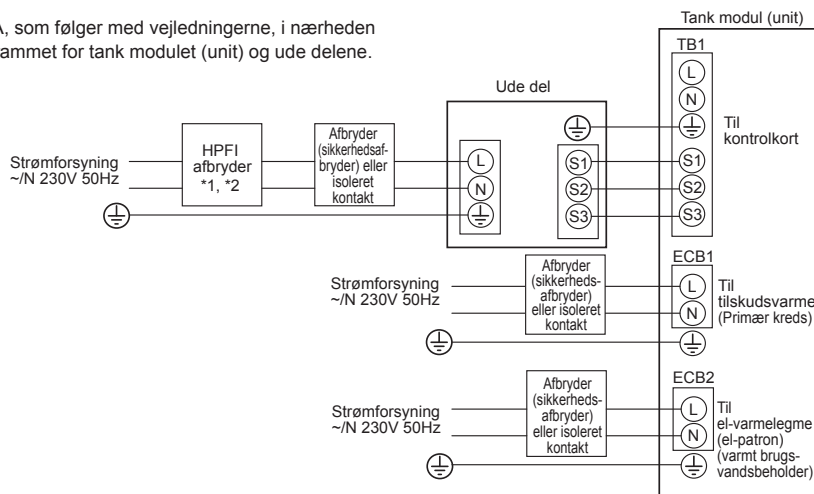 A, som følger med vejledningerne, i nærheden
ammet for tank modulet (unit) og ude delene.
Tank modul (unit)
TB1
L
N
Til
kontrolkort
S1
S2
S3
Ude del
L
N
S1
S2
S3
Afbryder
(sikkerhedsaf-
bryder) eller
isoleret
kontakt
HPFI
afbryder
*1, *2
Strømforsyning
~/N 230V 50Hz
ECB1
L
N
Til
tilskudsvarme
(Primær kreds)
Afbryder
(sikkerheds-
afbryder)
eller isoleret
kontakt
Strømforsyning
~/N 230V 50Hz
ECB2
L
N
Til
el-varmelegme
(el-patron)
(varmt brugs-
vandsbeholder)
Afbryder
(sikkerheds-
afbryder)
eller isoleret
kontakt
Strømforsyning
~/N 230V 50Hz